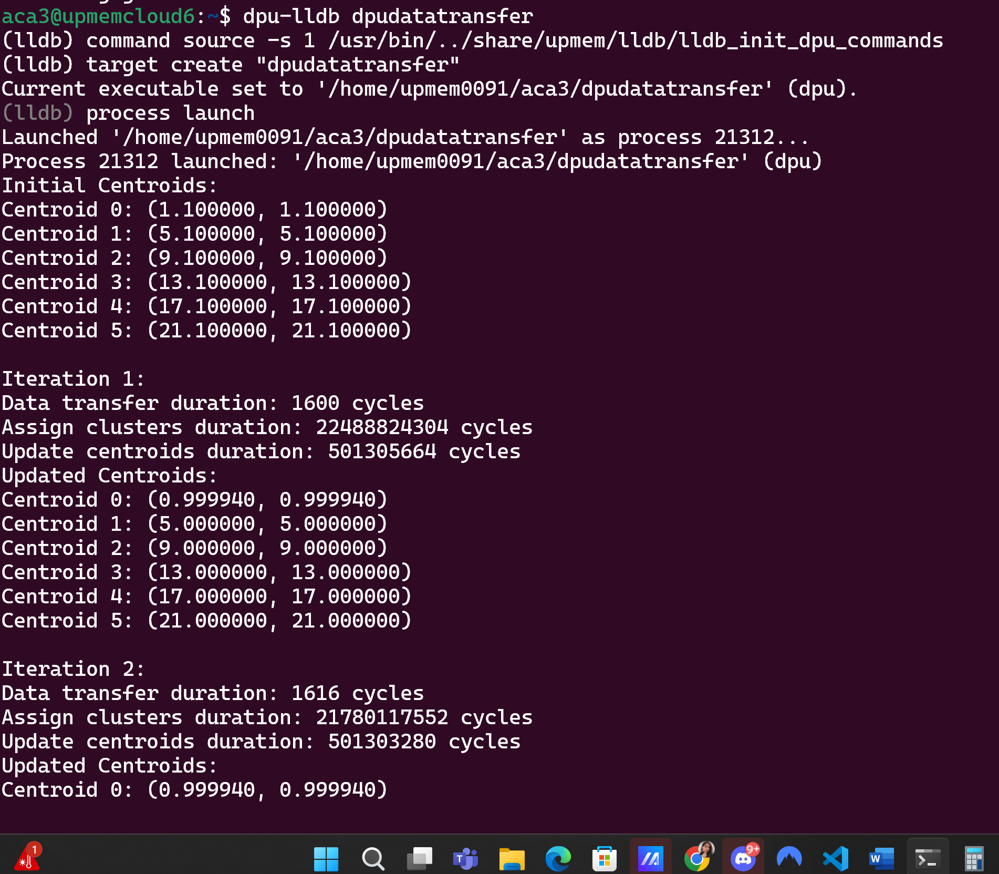 aca3@upmemcloud6:~$ dpu-lldb dpudatatransfer
(lldb) command source -s 1 /usr/bin/../share/upmem/lldb/lldb_init_dpu_commands
(lldb) target create "dpudatatransfer"
Current executable set to '/home/upmem0091/aca3/dpudatatransfer' (dpu).
(lldb) process launch
Launched '/home/upmem0091/aca3/dpudatatransfer' as process 21312...
Process 21312 launched: '/home/upmem0091/aca3/dpudatatransfer' (dpu)
Initial Centroids:
Centroid 0: (1.100000, 1.100000)
Centroid 1: (5.100000, 5.100000)
Centroid 2: (9.100000, 9.100000)
Centroid 3: (13.100000, 13.100000)
Centroid 4: (17.100000, 17.100000)
Centroid 5: (21.100000, 21.100000)
Iteration 1:
Data transfer duration: 1600 cycles
Assign clusters duration: 22488824304 cycles
Update centroids duration: 501305664 cycles
Updated Centroids:
Centroid 0: (0.999940, 0.999940)
Centroid 1: (5.000000, 5.000000)
Centroid 2: (9.000000, 9.000000)
Centroid 3: (13.000000, 13.000000)
Centroid 4: (17.000000, 17.000000)
Centroid 5: (21.000000, 21.000000)
Iteration 2:
Data transfer duration: 1616 cycles
Assign clusters duration: 21780117552 cycles
Update centroids duration: 501303280 cycles
Updated Centroids:
Centroid 0: (0.999940, 0.999940)
1
T
9+
W